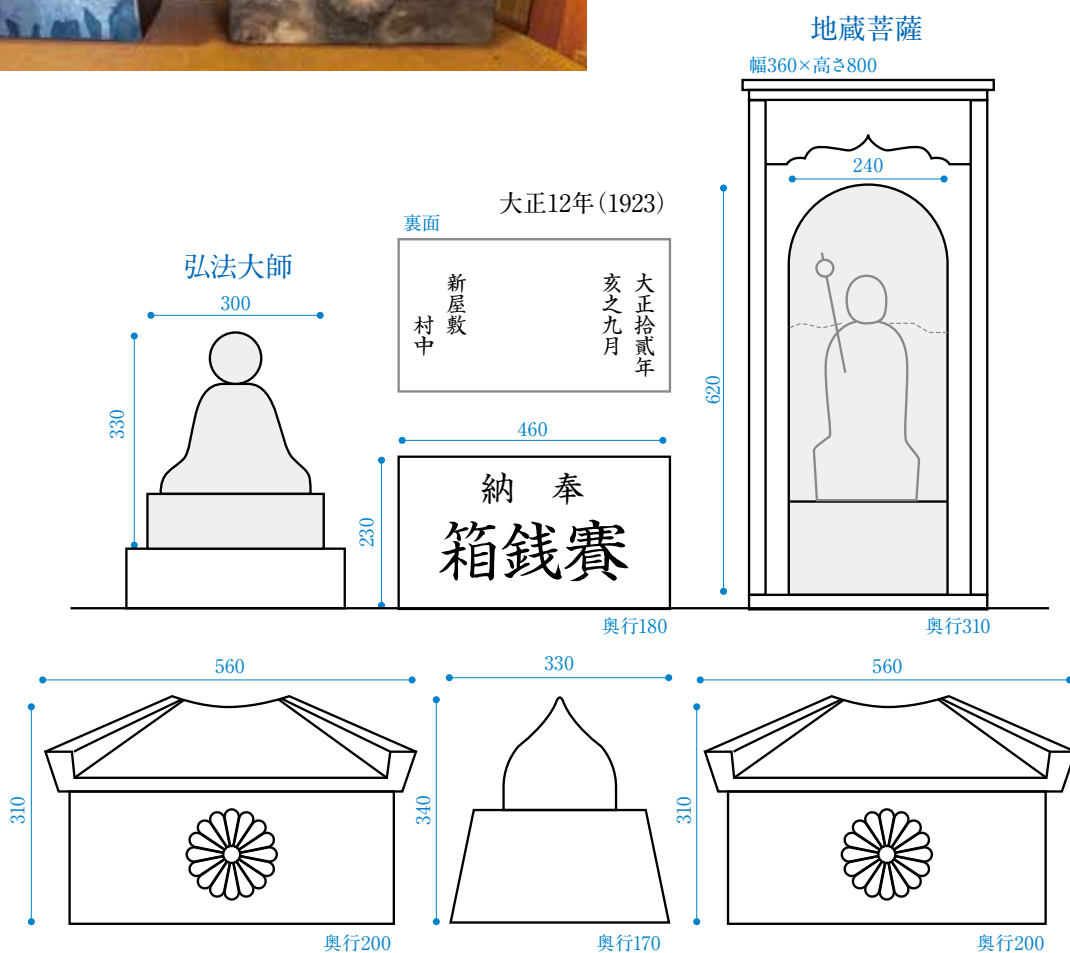 地蔵菩薩
幅360×高さ800
240
620
奥行310
大正12年（1923）
裏面
大正拾貳年
亥之九月
新屋敷
村中
弘法大師
300
330
460
230
奉納
賽銭箱
奥行180
560
310
奥行200
330
340
奥行170
560
310
奥行200